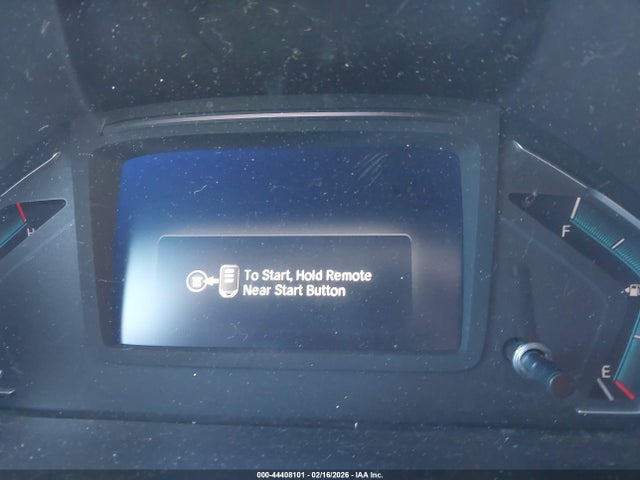 H
F
To Start, Hold Remote
Near Start Button
E
000-44408101 - 02/16/2026 - IAA Inc.